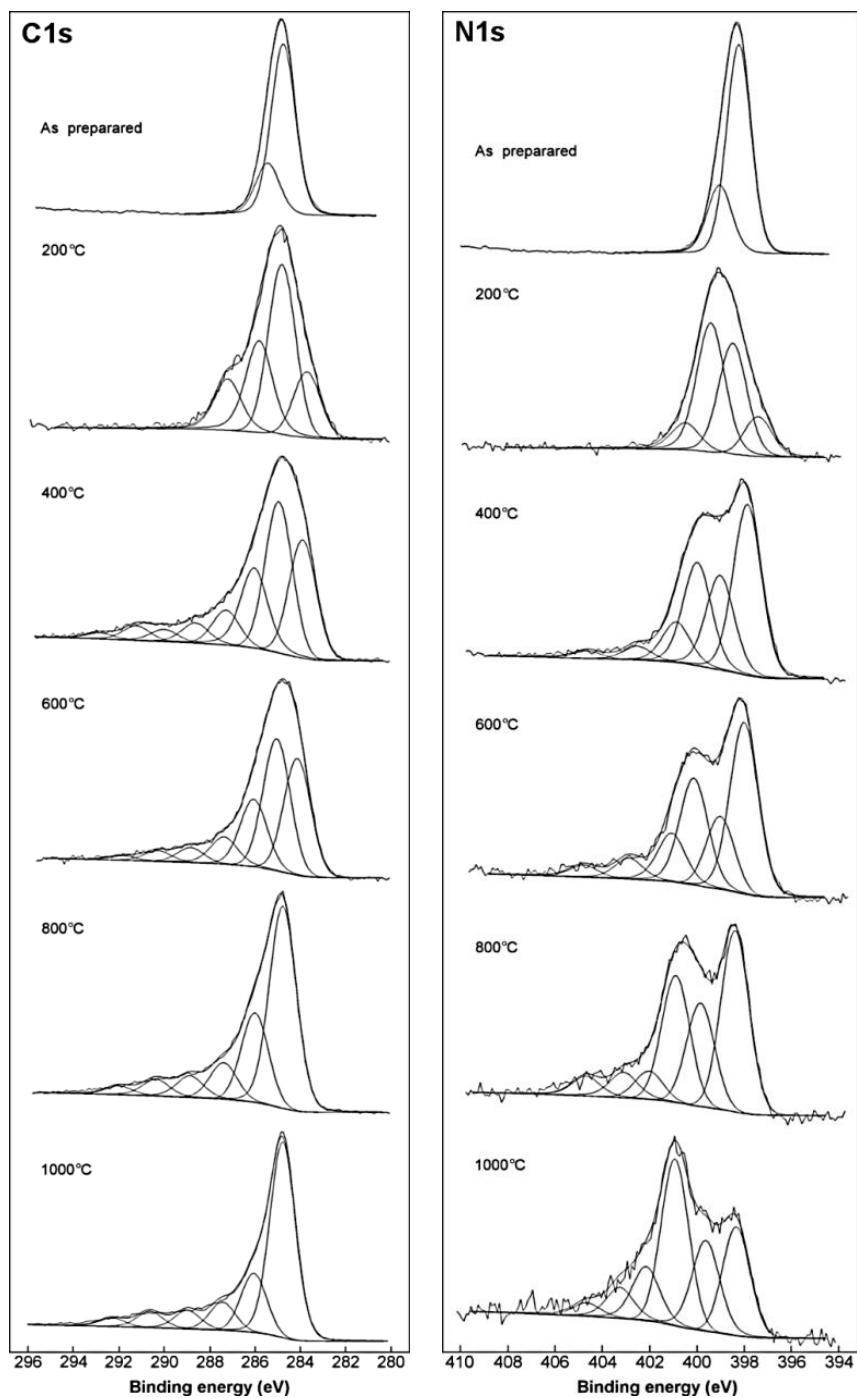 C1s
As preparared
200°C
400°C
600°C
800°C
1000°C
296 294 292 290 288 286 284 282 280
Binding energy (eV)
N1s
As preparared
200°C
400°C
600°C
800°C
1000°C
410 408 406 404 402 400 398 396 394
Binding energy (eV)